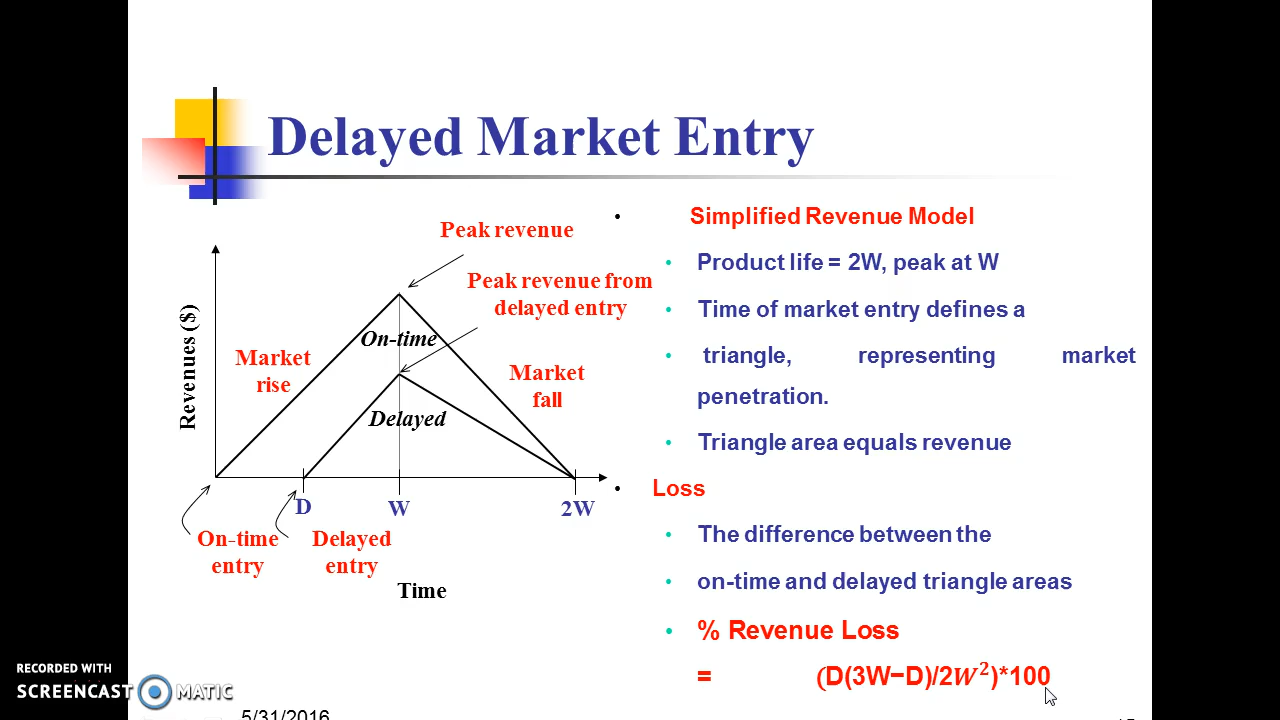 Delayed Market Entry
Peak revenue
Peak revenue from
delayed entry
On-time
Market
rise
Market
fall
Delayed
Revenues ($)
D
W
2W
On-time
entry
Delayed
entry
Time
• Simplified Revenue Model
• Product life = 2W, peak at W
• Time of market entry defines a
• triangle, representing market
penetration.
• Triangle area equals revenue
• Loss
• The difference between the
• on-time and delayed triangle areas
• % Revenue Loss
= (D(3W−D)/2𝑾²)*100
RECORDED WITH
SCREENCAST MATIC
5/31/2016